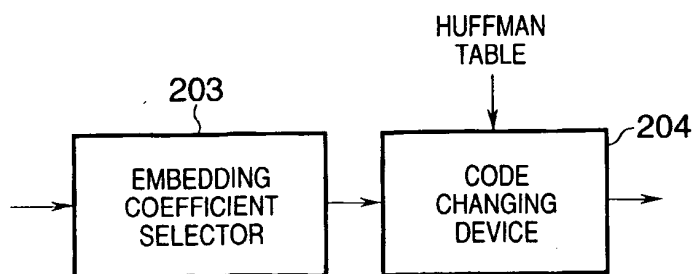 HUFFMAN
TABLE
203
204
EMBEDDING
COEFFICIENT
SELECTOR
CODE
CHANGING
DEVICE